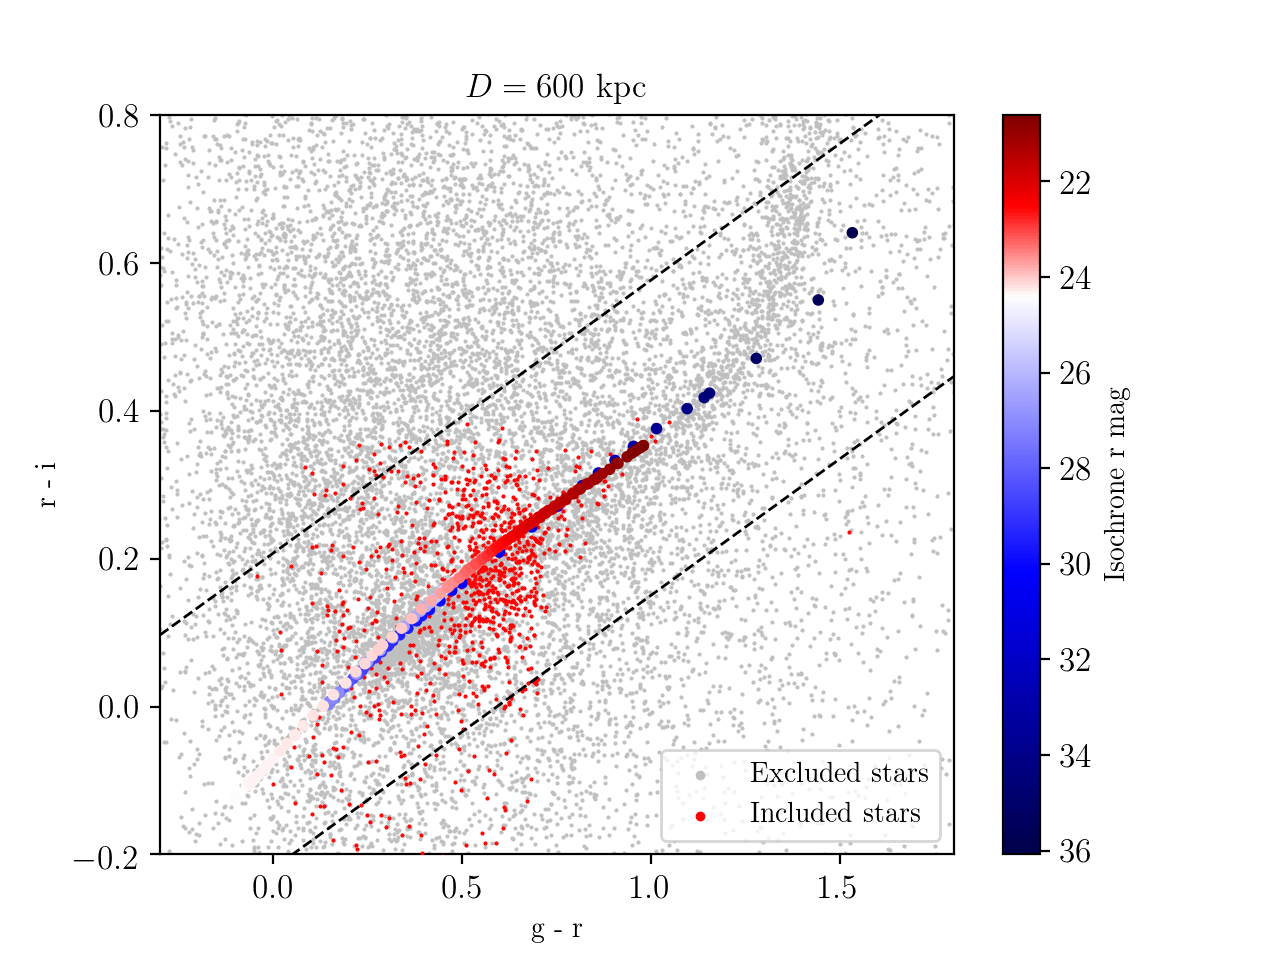 D = 600 kpc
0.8
0.6
0.4
0.2
0.0
−0.2
r - i
0.0 0.5 1.0 1.5
g - r
Excluded stars
Included stars
22
24
26
28
30
32
34
36
Isochrone r mag